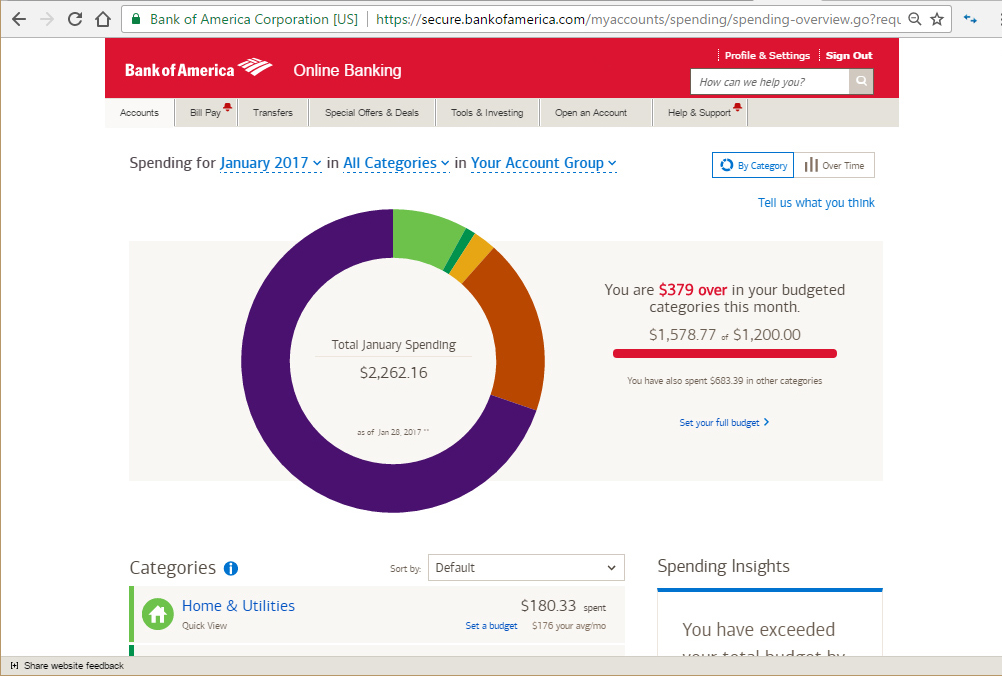 Bank of America Corporation [US] | https://secure.bankofamerica.com/myaccounts/spending/spending-overview.go?requ
Profile & Settings Sign Out
Bank of America Online Banking
How can we help you?
Accounts Bill Pay Transfers Special Offers & Deals Tools & Investing Open an Account Help & Support
Spending for January 2017 in All Categories in Your Account Group
By Category Over Time
Tell us what you think
Total January Spending
$2,262.16
as of Jan 28, 2017 **
You are $379 over in your budgeted
categories this month.
$1,578.77 of $1,200.00
You have also spent $683.39 in other categories
Set your full budget
Categories
Sort by: Default
Home & Utilities $180.33 spent
Quick View Set a budget $176 your avg/mo
Spending Insights
You have exceeded
your total budget by
Share website feedback